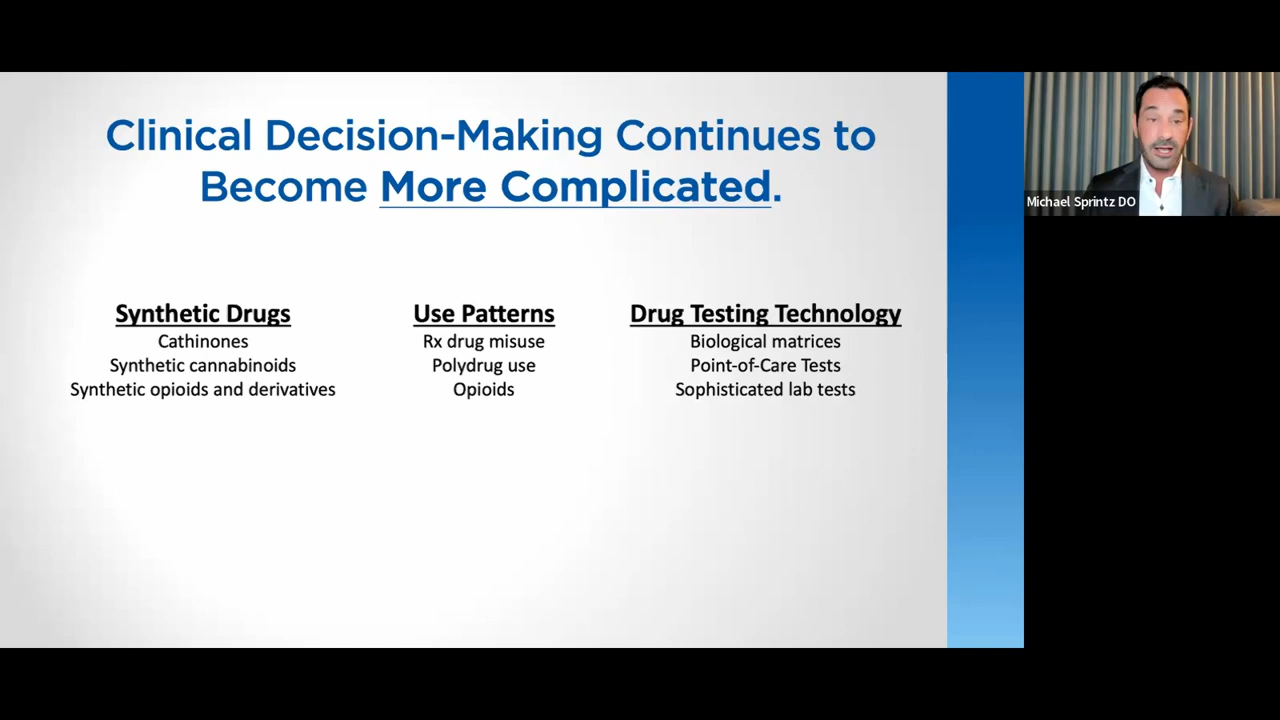 Clinical Decision-Making Continues to
Become More Complicated.
Synthetic Drugs
Cathinones
Synthetic cannabinoids
Synthetic opioids and derivatives
Use Patterns
Rx drug misuse
Polydrug use
Opioids
Drug Testing Technology
Biological matrices
Point-of-Care Tests
Sophisticated lab tests
Michael Sprintz DO